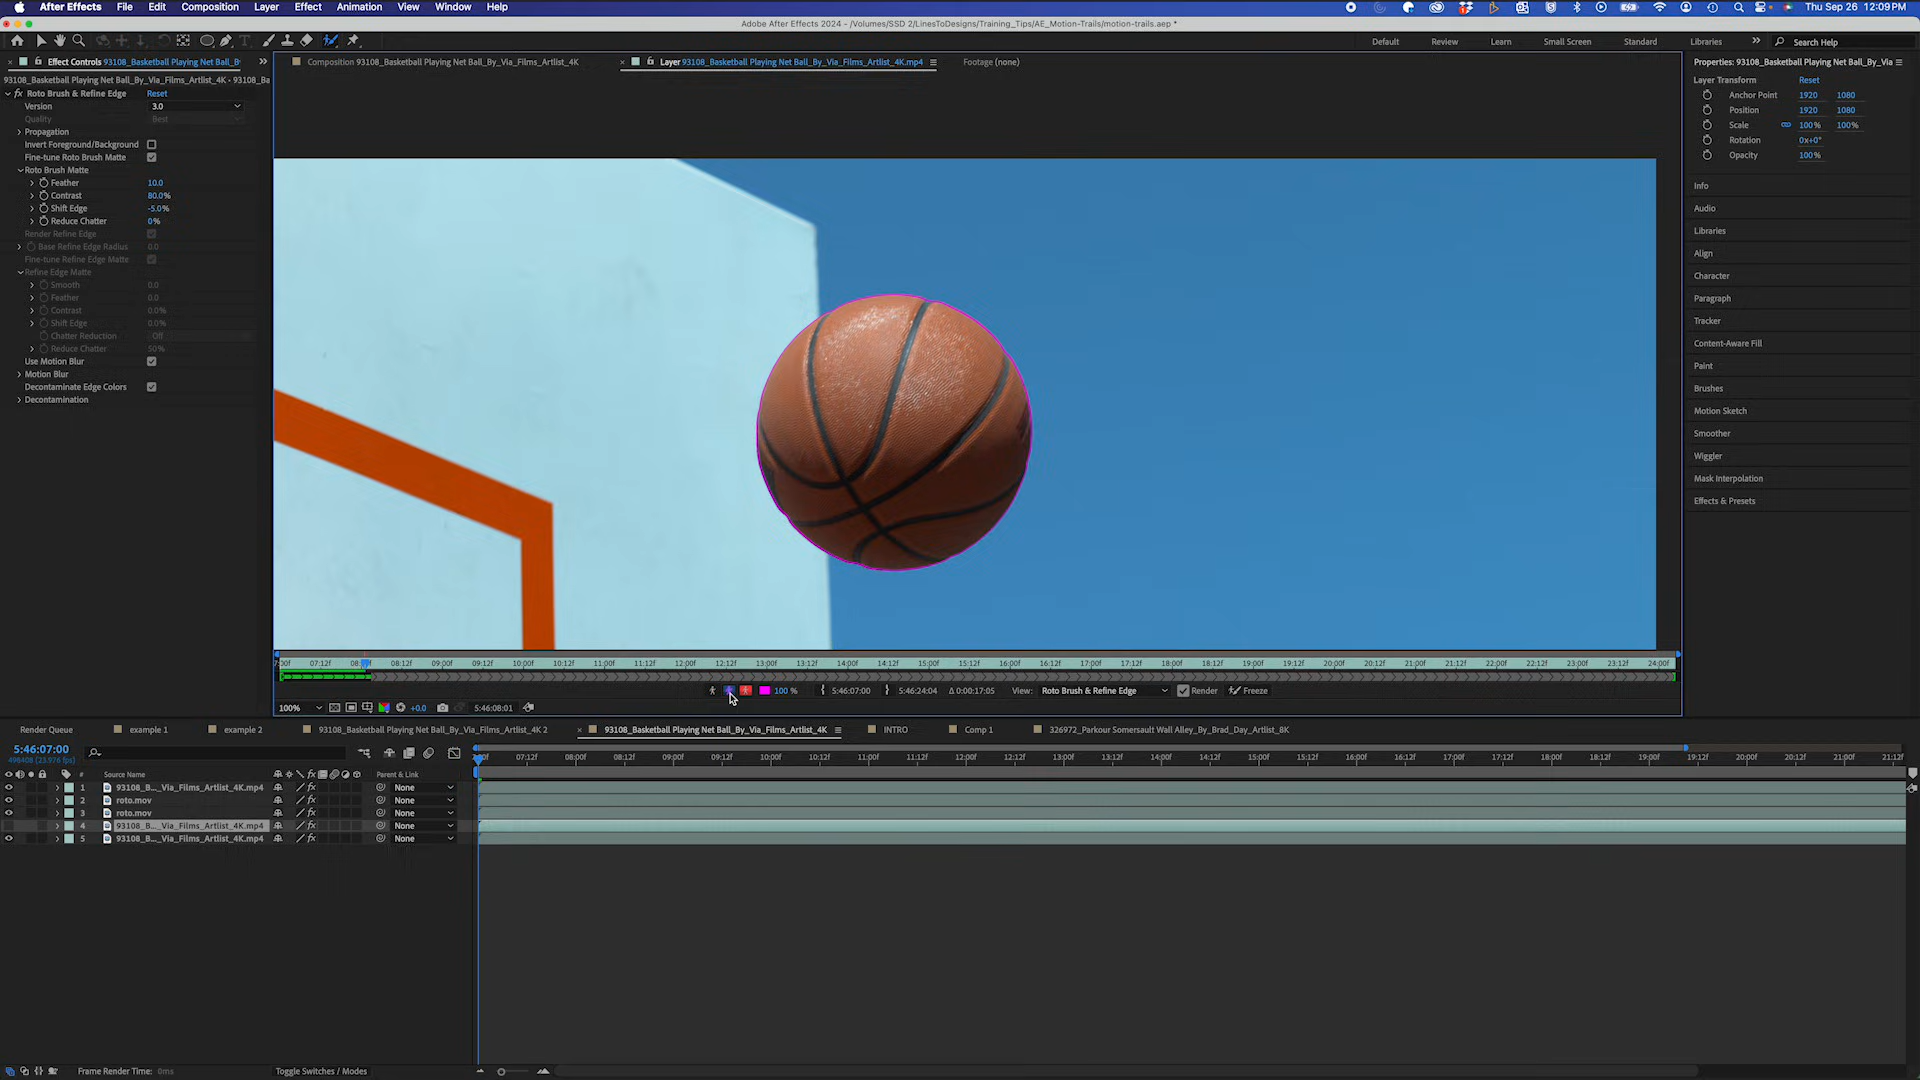 After Effects File Edit Composition Layer Effect Animation View Window Help Thu Sep 26 12:09 PM
Adobe After Effects 2024 - /Volumes/SSD 2/LinesToDesigns/Training_Tips/AE_Motion-Trails/motion-trails.aep *
Default Review Learn Small Screen Standard Libraries Search Help
Effect Controls 93108_Basketball Playing Net Ball_B
Composition 93108_Basketball Playing Net Ball_By_Via_Films_Artlist_4K
Layer 93108_Basketball Playing Net Ball_By_Via_Films_Artlist_4K.mp4
Footage (none)
Properties: 93108_Basketball Playing Net Ball_By_Via
93108_Basketball Playing Net Ball_By_Via_Films_Artlist_4K - 93108_Ba
Roto Brush & Refine Edge Reset
Version 3.0
Quality Best
Propagation
Invert Foreground/Background
Fine-tune Roto Brush Matte
Roto Brush Matte
Feather 10.0
Contrast 80.0%
Shift Edge -5.0%
Reduce Chatter 0%
Render Refine Edge
Base Refine Edge Radius 0.0
Fine-tune Refine Edge Matte
Refine Edge Matte
Smooth 0.0
Feather 0.0
Contrast 0.0%
Shift Edge 0.0%
Chatter Reduction Off
Reduce Chatter 50%
Use Motion Blur
Motion Blur
Decontaminate Edge Colors
Decontamination
Layer Transform Reset
Anchor Point 1920 1080
Position 1920 1080
Scale 100% 100%
Rotation 0x+0°
Opacity 100%
Info
Audio
Libraries
Align
Character
Paragraph
Tracker
Content-Aware Fill
Paint
Brushes
Motion Sketch
Smoother
Wiggler
Mask Interpolation
Effects & Presets
07:12f 08:12f 09:00f 09:12f 10:00f 10:12f 11:00f 11:12f 12:00f 12:12f 13:00f 13:12f 14:00f 14:12f 15:00f 15:12f 16:00f 16:12f 17:00f 17:12f 18:00f 18:12f 19:00f 19:12f 20:00f 20:12f 21:00f 21:12f 22:00f 22:12f 23:00f 23:12f 24:00f
100 % 5:46:07:00 5:46:24:04 Δ 0:00:17:05 View: Roto Brush & Refine Edge Render Freeze
100% +0.0 5:46:08:01
Render Queue example 1 example 2 93108_Basketball Playing Net Ball_By_Via_Films_Artlist_4K 2 93108_Basketball Playing Net Ball_By_Via_Films_Artlist_4K INTRO Comp 1 326972_Parkour Somersault Wall Alley_By_Brad_Day_Artlist_8K
5:46:07:00
498408 (23.976 fps)
07:12f 08:00f 08:12f 09:00f 09:12f 10:00f 10:12f 11:00f 11:12f 12:00f 12:12f 13:00f 13:12f 14:00f 14:12f 15:00f 15:12f 16:00f 16:12f 17:00f 17:12f 18:00f 18:12f 19:00f 19:12f 20:00f 20:12f 21:00f 21:12f
# Source Name Parent & Link
1 93108_B..._Via_Films_Artlist_4K.mp4 None
2 roto.mov None
3 roto.mov None
4 93108_B..._Via_Films_Artlist_4K.mp4 None
5 93108_B..._Via_Films_Artlist_4K.mp4 None
Frame Render Time: 0ms Toggle Switches / Modes